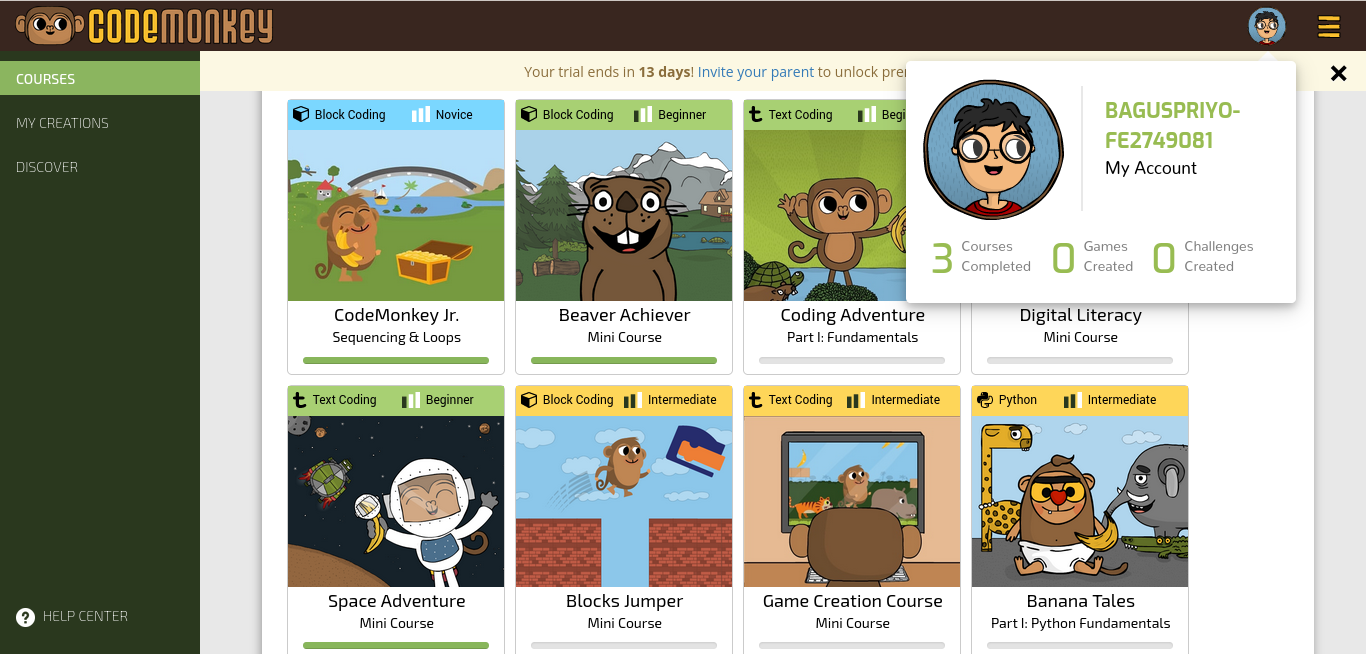 CODEMONKEY
COURSES
MY CREATIONS
DISCOVER
HELP CENTER
Your trial ends in 13 days! Invite your parent to unlock
BAGUSPRIYO-
FE2749081
My Account
3 Courses Completed
0 Games Created
0 Challenges Created
Block Coding Novice
CodeMonkey Jr.
Sequencing & Loops
Block Coding Beginner
Beaver Achiever
Mini Course
Text Coding
Coding Adventure
Part I: Fundamentals
Digital Literacy
Mini Course
Text Coding Beginner
Space Adventure
Mini Course
Block Coding Intermediate
Blocks Jumper
Mini Course
Text Coding Intermediate
Game Creation Course
Mini Course
Python Intermediate
Banana Tales
Part I: Python Fundamentals